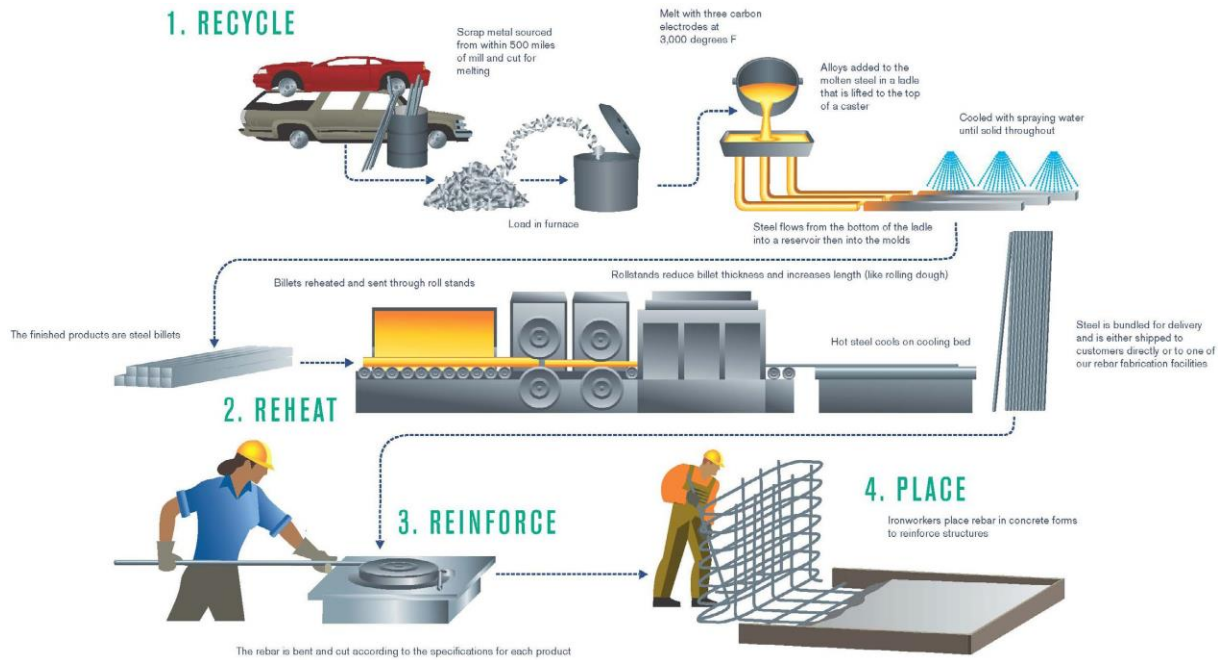 1. RECYCLE
Scrap metal sourced
from within 500 miles
of mill and cut for
melting
Load in furnace
Melt with three carbon
electrodes at
3,000 degrees F
Alloys added to the
molten steel in a ladle
that is lifted to the top
of a caster
Cooled with spraying water
until solid throughout
Steel flows from the bottom of the ladle
into a reservoir then into the molds
The finished products are steel billets
2. REHEAT
Billets reheated and sent through roll stands
Rollstands reduce billet thickness and increases length (like rolling dough)
Hot steel cools on cooling bed
Steel is bundled for delivery
and is either shipped to
customers directly or to one of
our rebar fabrication facilities
3. REINFORCE
The rebar is bent and cut according to the specifications for each product
4. PLACE
Ironworkers place rebar in concrete forms
to reinforce structures